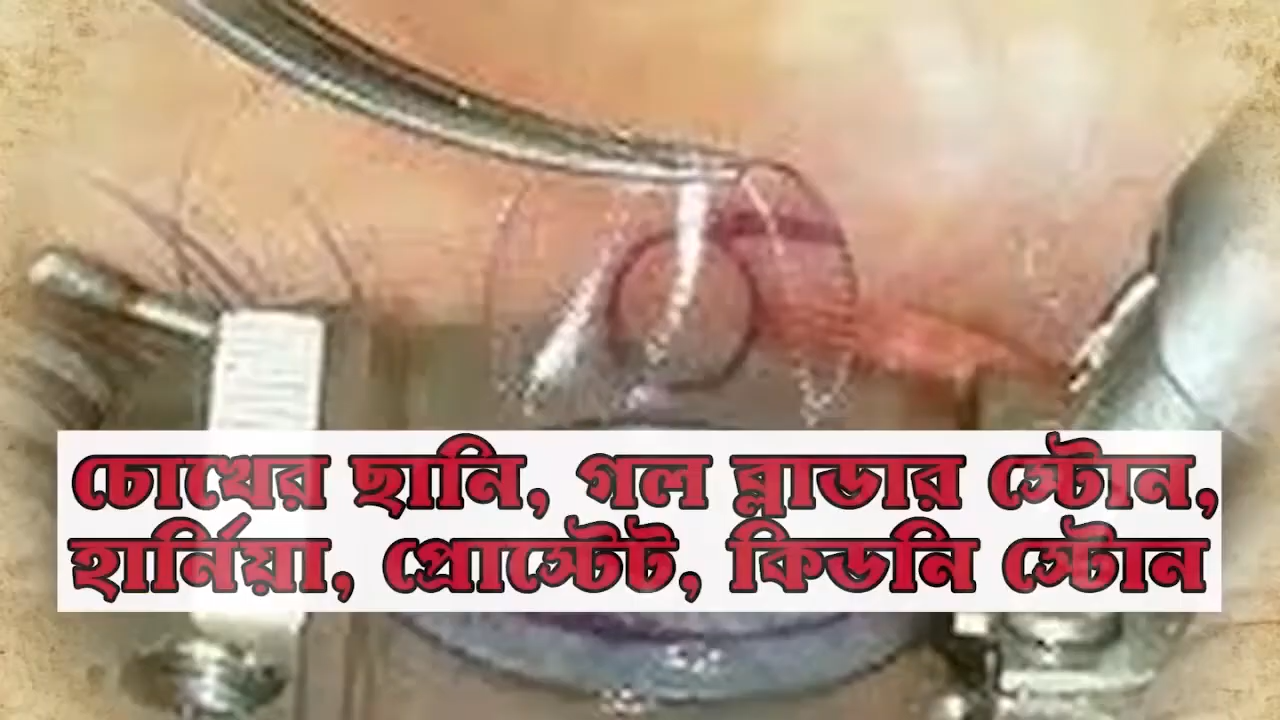 চোখের ছানি, গল ব্লাডার স্টোন,
হার্নিয়া, প্রোস্টেট, কিডনি স্টোন